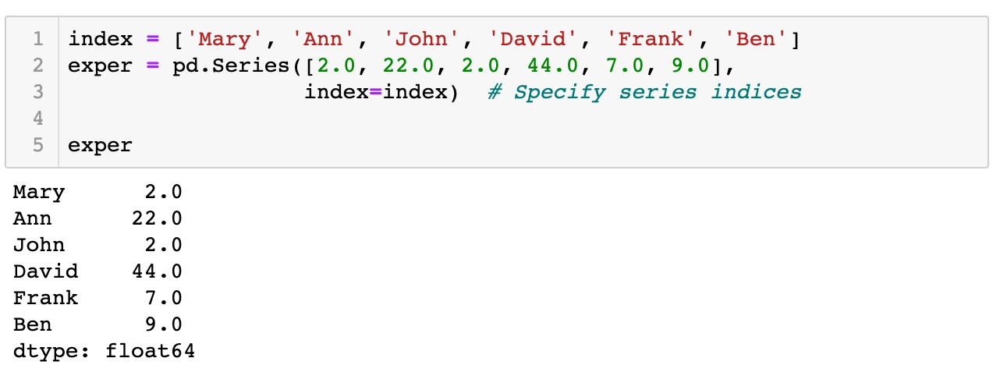 1 index = ['Mary', 'Ann', 'John', 'David', 'Frank', 'Ben']
2 exper = pd.Series([2.0, 22.0, 2.0, 44.0, 7.0, 9.0],
3                   index=index)  # Specify series indices
4
5 exper
Mary      2.0
Ann      22.0
John      2.0
David    44.0
Frank     7.0
Ben       9.0
dtype: float64